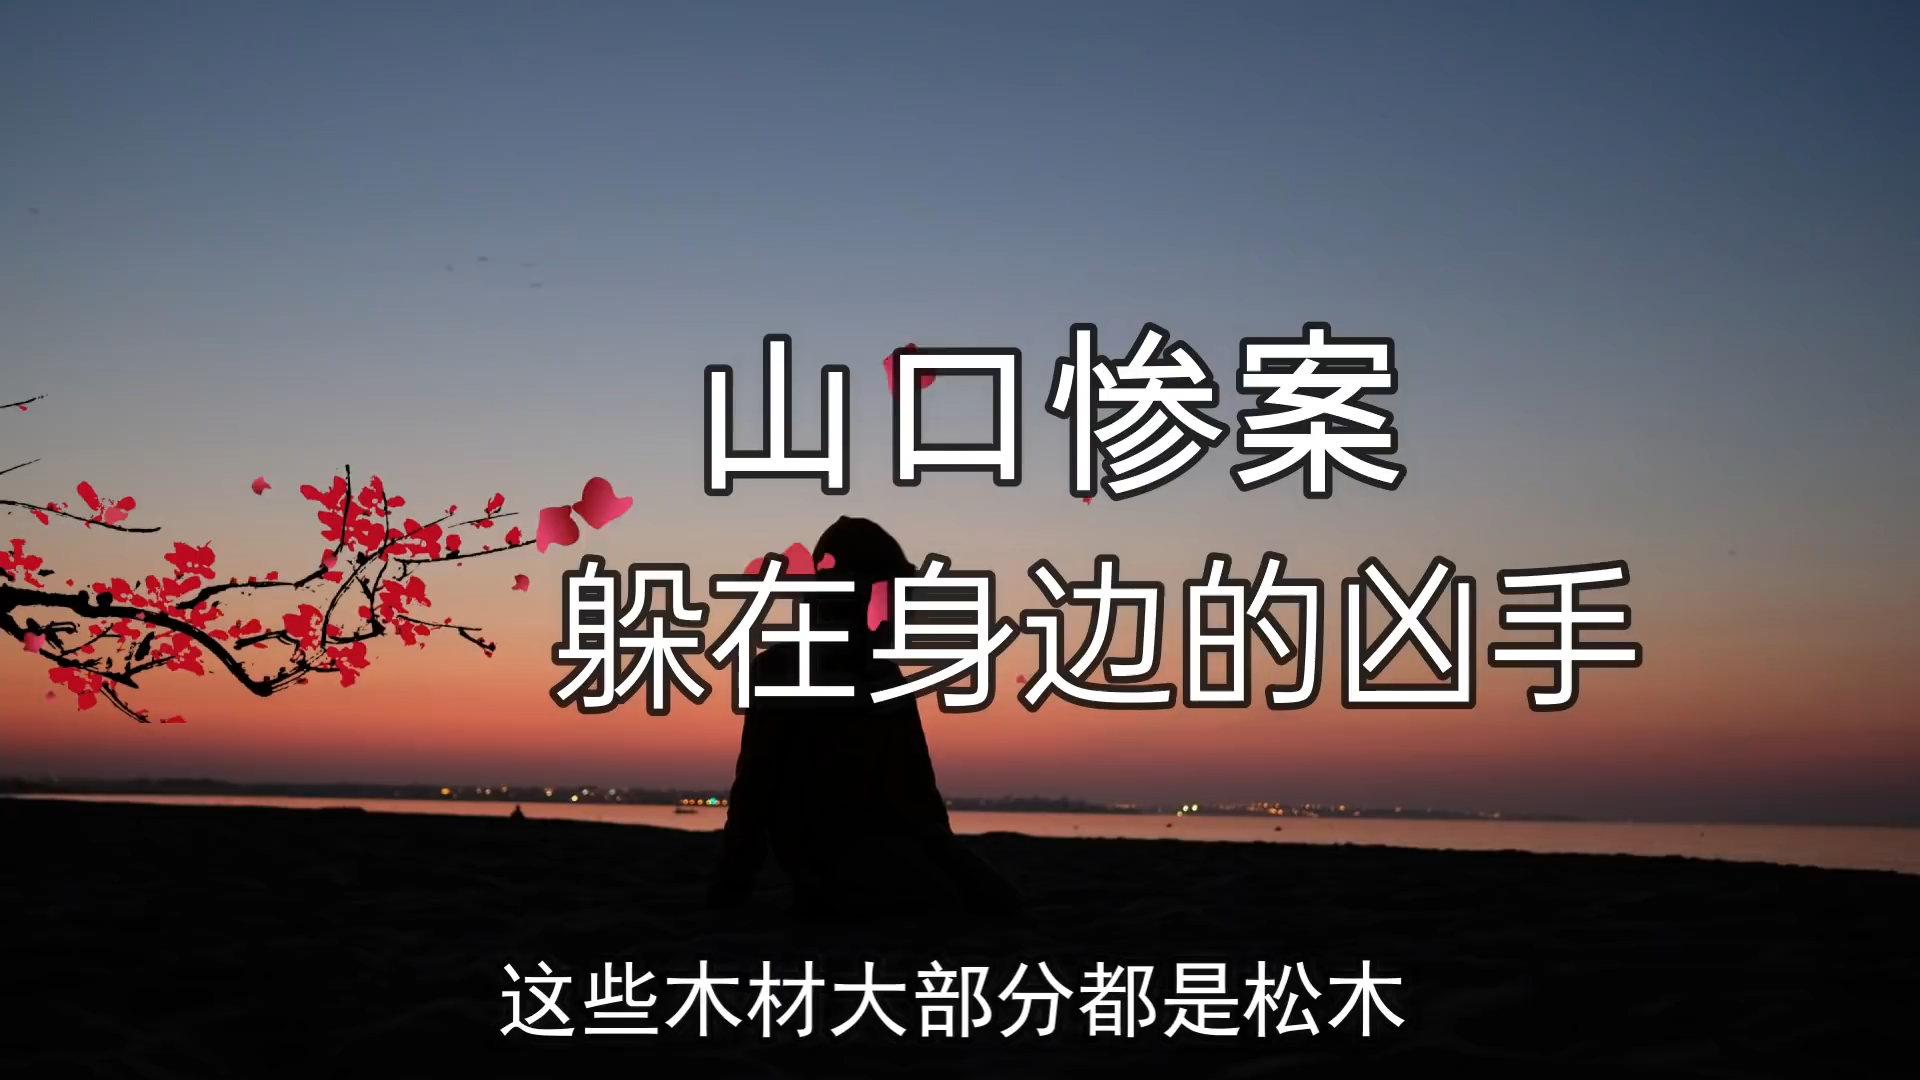 山口惨案
躲在身边的凶手
这些木材大部分都是松木